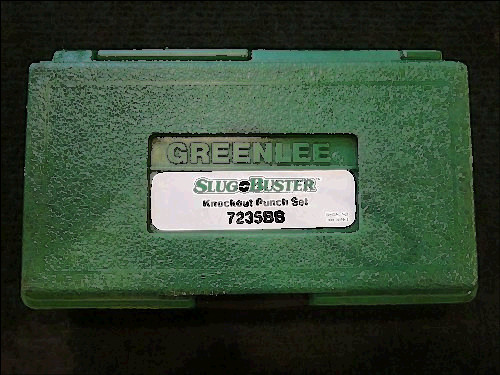 GREENLEE
SLUG BUSTER
Knockout Punch Set
7235BB